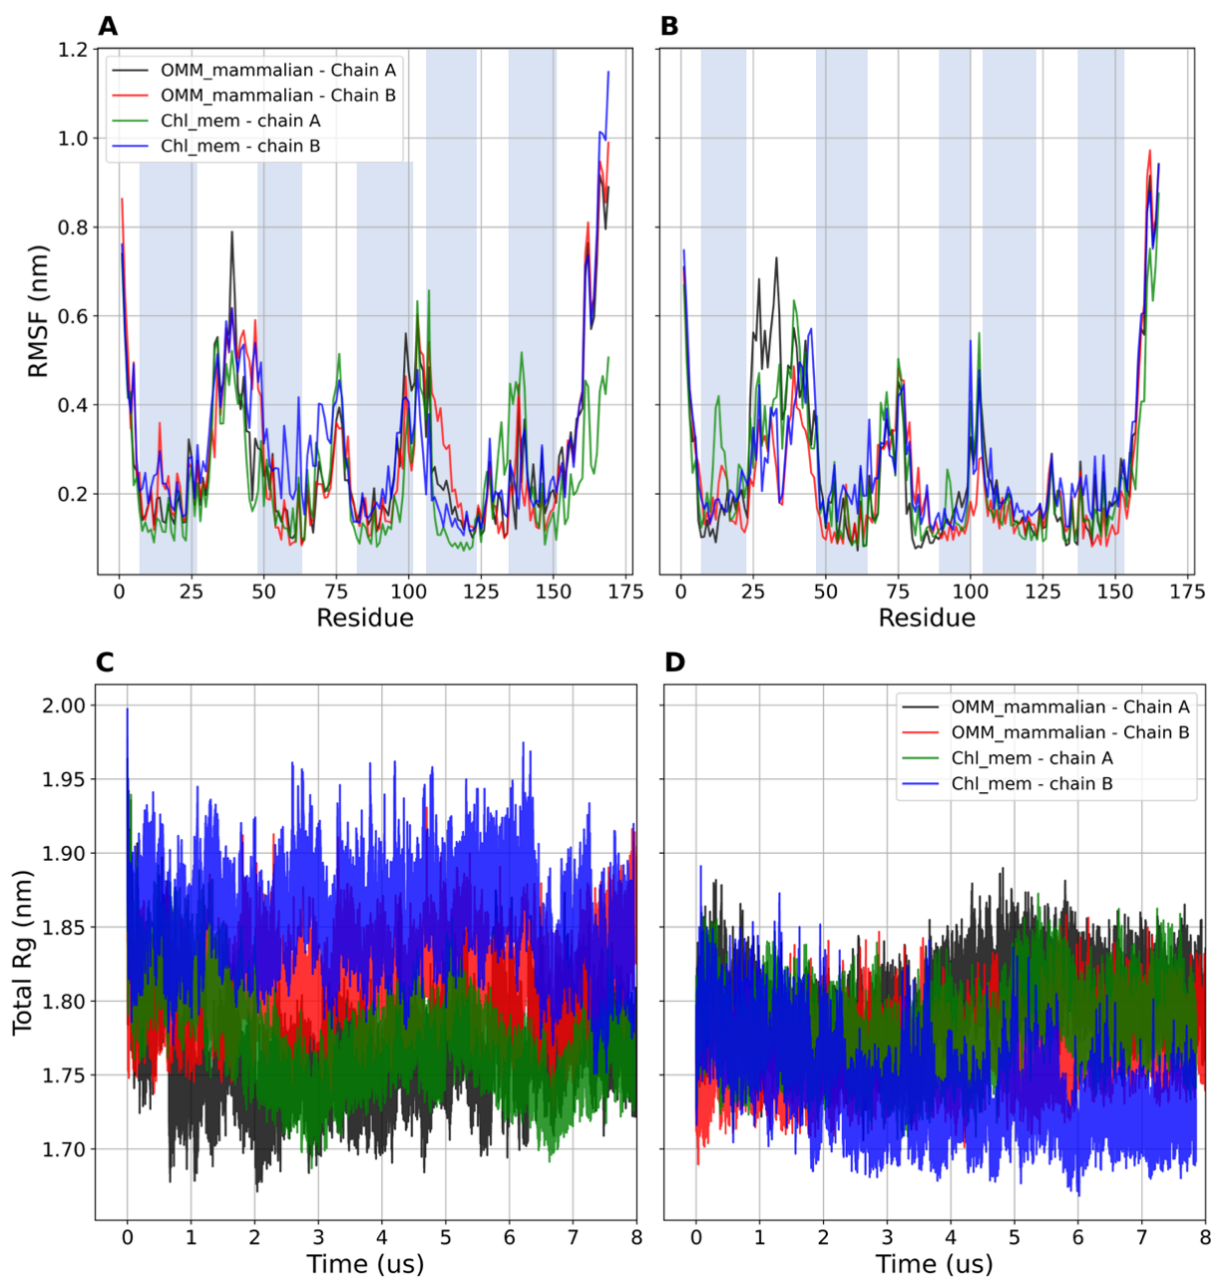 A
B
1.2
1.0
0.8
0.6
0.4
0.2
RMSF (nm)
OMM_mammalian - Chain A
OMM_mammalian - Chain B
Chl_mem - chain A
Chl_mem - chain B
0 25 50 75 100 125 150 175
0 25 50 75 100 125 150 175
Residue
Residue
C
D
2.00
1.95
1.90
1.85
1.80
1.75
1.70
Total Rg (nm)
OMM_mammalian - Chain A
OMM_mammalian - Chain B
Chl_mem - chain A
Chl_mem - chain B
0 1 2 3 4 5 6 7 8
0 1 2 3 4 5 6 7 8
Time (us)
Time (us)